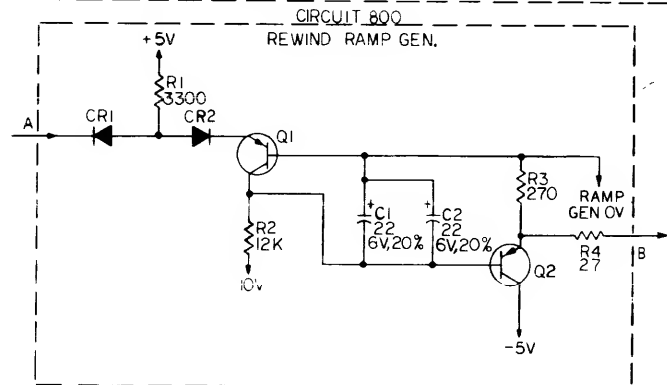 CIRCUIT 800
REWIND RAMP GEN.
+5V
R1
3300
A
CR1
CR2
Q1
R2
12K
10V
+
C1
22
6V,20%
+
C2
22
6V,20%
R3
270
RAMP
GEN OV
R4
27
B
Q2
-5V